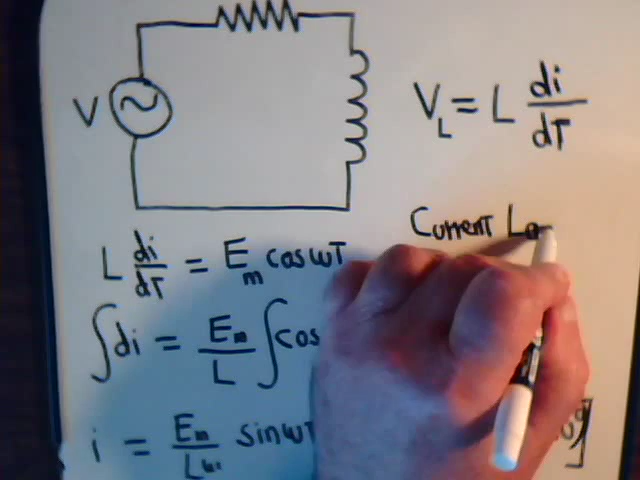 V
V_L = L di/dT
Current La
L di/dT = E_m cos ωT
∫di = E_m/L ∫cos
i = E_m/Lω sin ωT